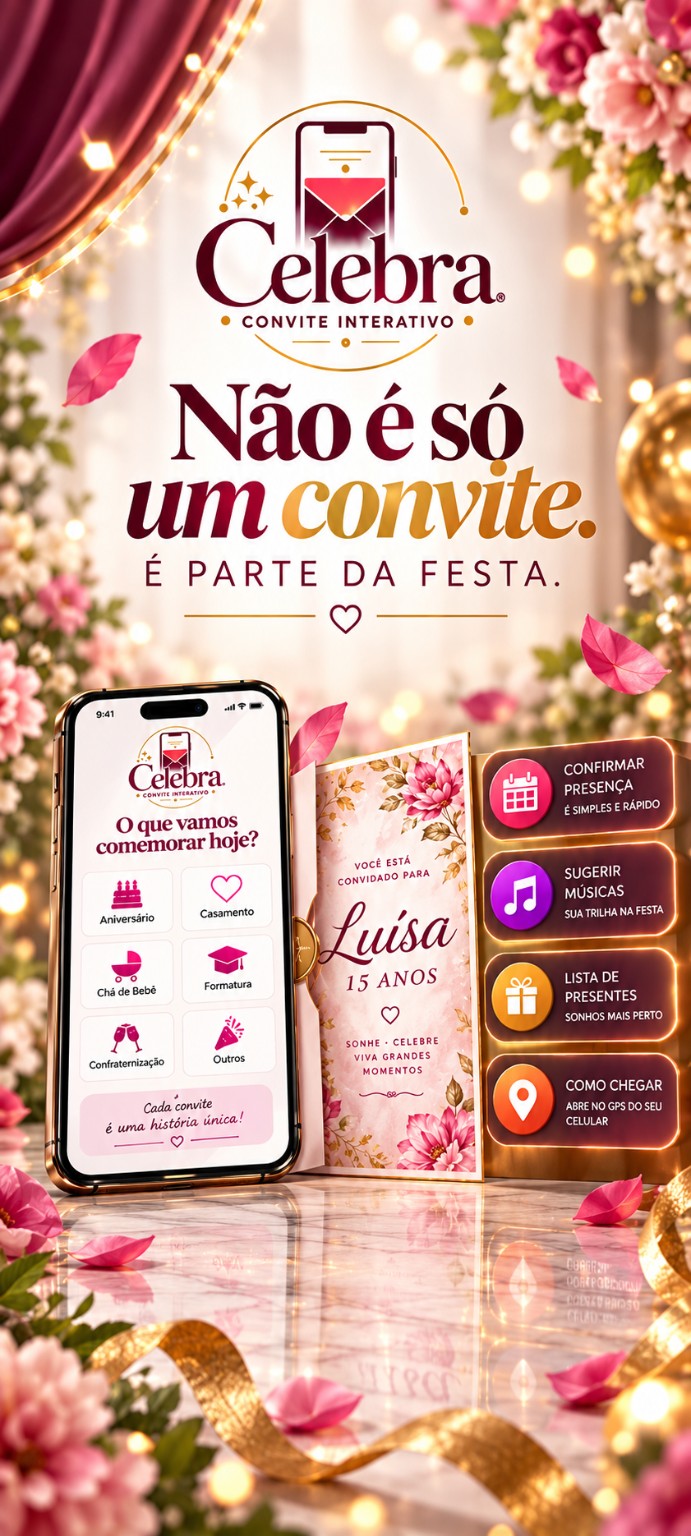 Celebra®
CONVITE INTERATIVO
Não é só
um convite.
É PARTE DA FESTA.
9:41
Celebra.
CONVITE INTERATIVO
O que vamos
comemorar hoje?
Aniversário
Casamento
Chá de Bebê
Formatura
Confraternização
Outros
Cada convite
é uma história única!
VOCÊ ESTÁ
CONVIDADO PARA
Luísa
15 ANOS
SONHE · CELEBRE
VIVA GRANDES
MOMENTOS
CONFIRMAR
PRESENÇA
É SIMPLES E RÁPIDO
SUGERIR
MÚSICAS
SUA TRILHA NA FESTA
LISTA DE
PRESENTES
SONHOS MAIS PERTO
COMO CHEGAR
ABRE NO GPS DO SEU
CELULAR